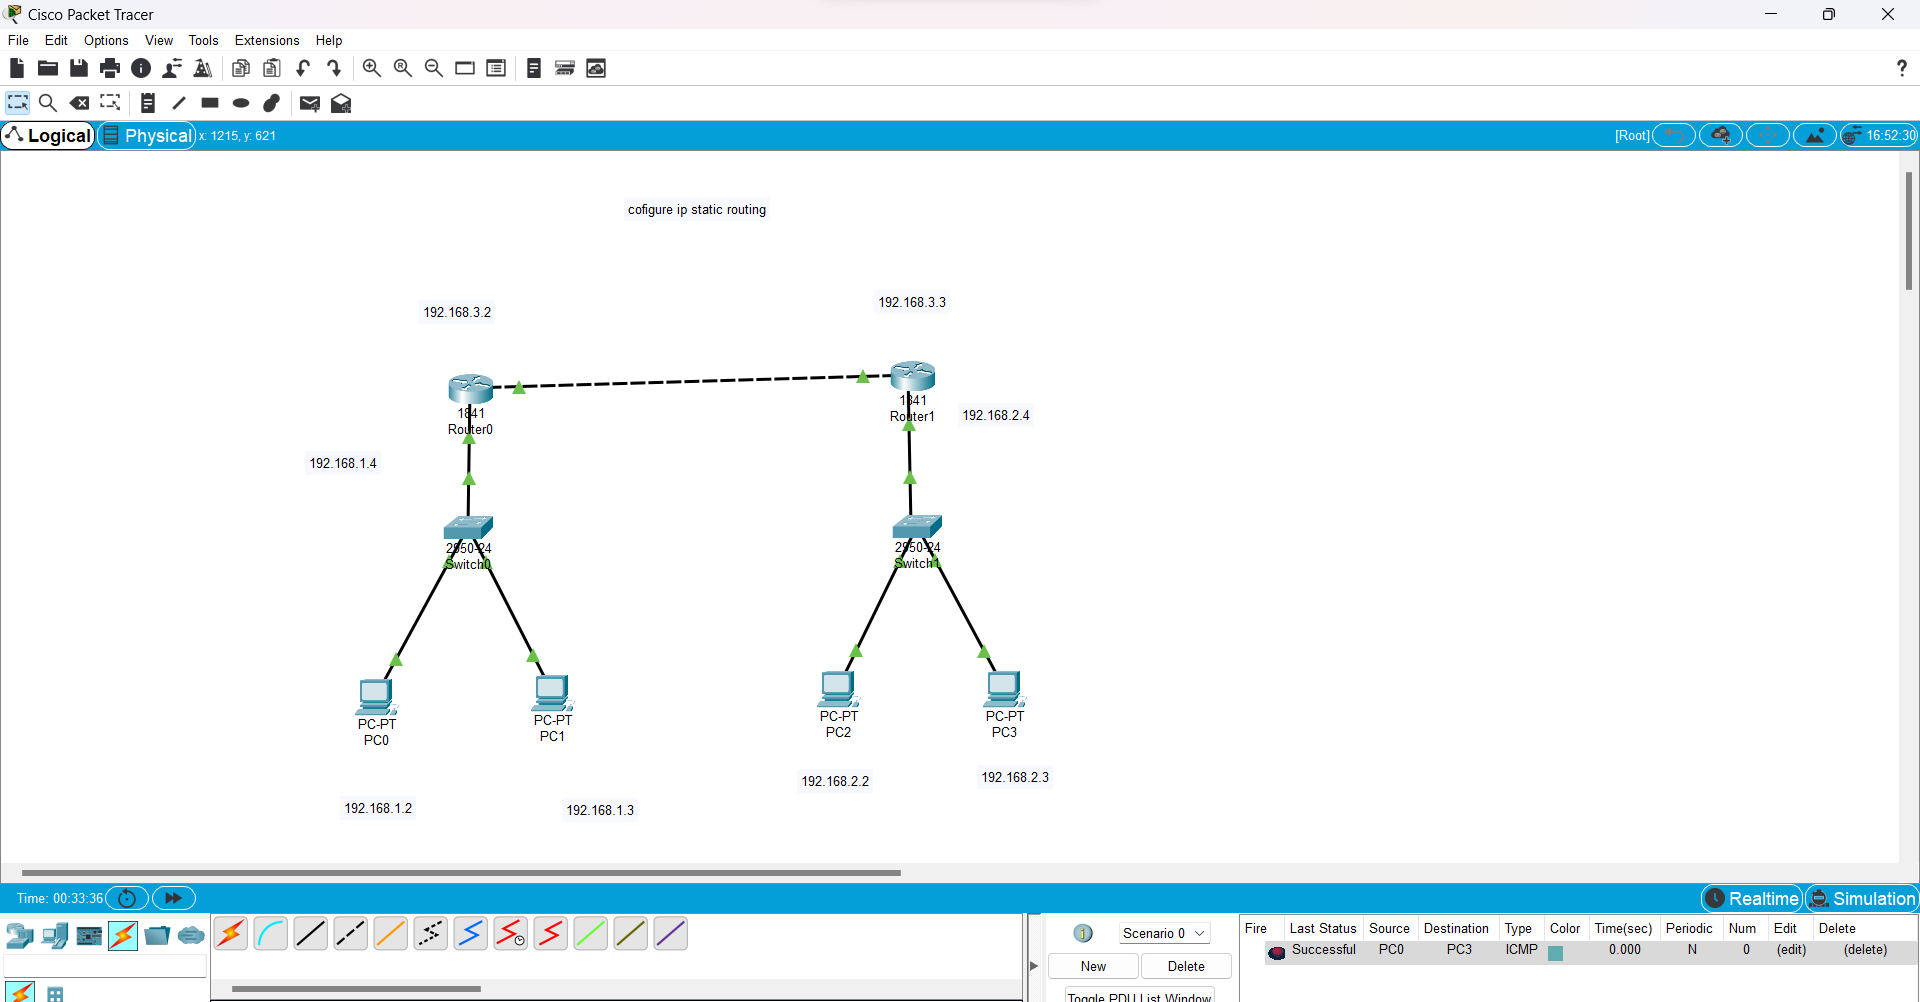 Cisco Packet Tracer
File Edit Options View Tools Extensions Help
?
Logical Physical x: 1215, y: 621 [Root] 16:52:30
cofigure ip static routing
192.168.3.2
192.168.3.3
1841
Router0
1841
Router1
192.168.2.4
192.168.1.4
2950-24
Switch0
2950-24
Switch1
PC-PT
PC0
PC-PT
PC1
PC-PT
PC2
PC-PT
PC3
192.168.2.2
192.168.2.3
192.168.1.2
192.168.1.3
Time: 00:33:36 Realtime Simulation
Scenario 0
New Delete
Toggle PDU List Window
Fire Last Status Source Destination Type Color Time(sec) Periodic Num Edit Delete
Successful PC0 PC3 ICMP 0.000 N 0 (edit) (delete)